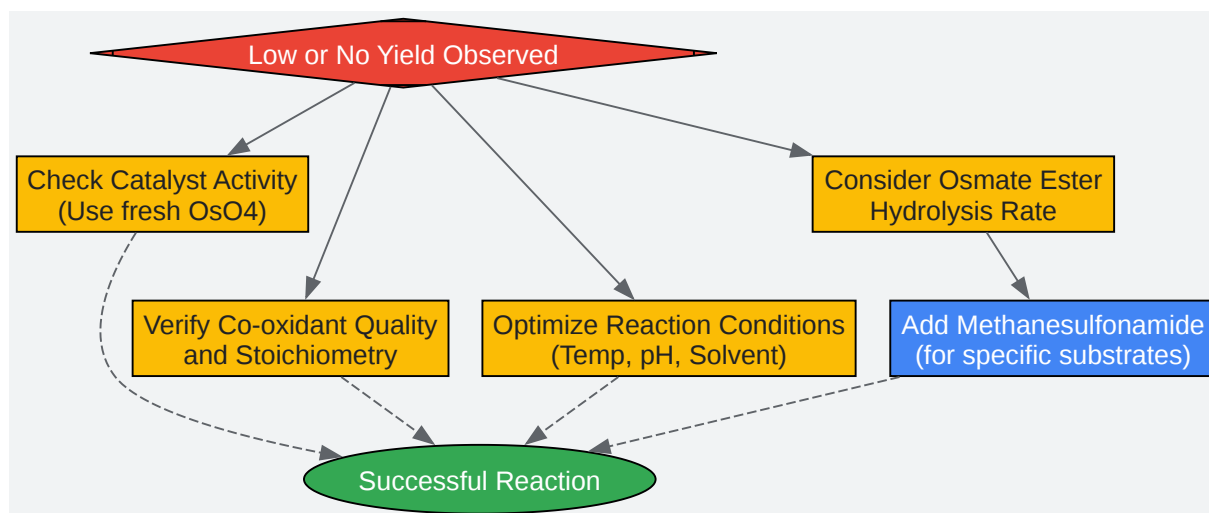 Low or No Yield Observed
Check Catalyst Activity
(Use fresh OsO4)
Consider Osmate Ester
Hydrolysis Rate
Verify Co-oxidant Quality
and Stoichiometry
Optimize Reaction Conditions
(Temp, pH, Solvent)
Add Methanesulfonamide
(for specific substrates)
Successful Reaction